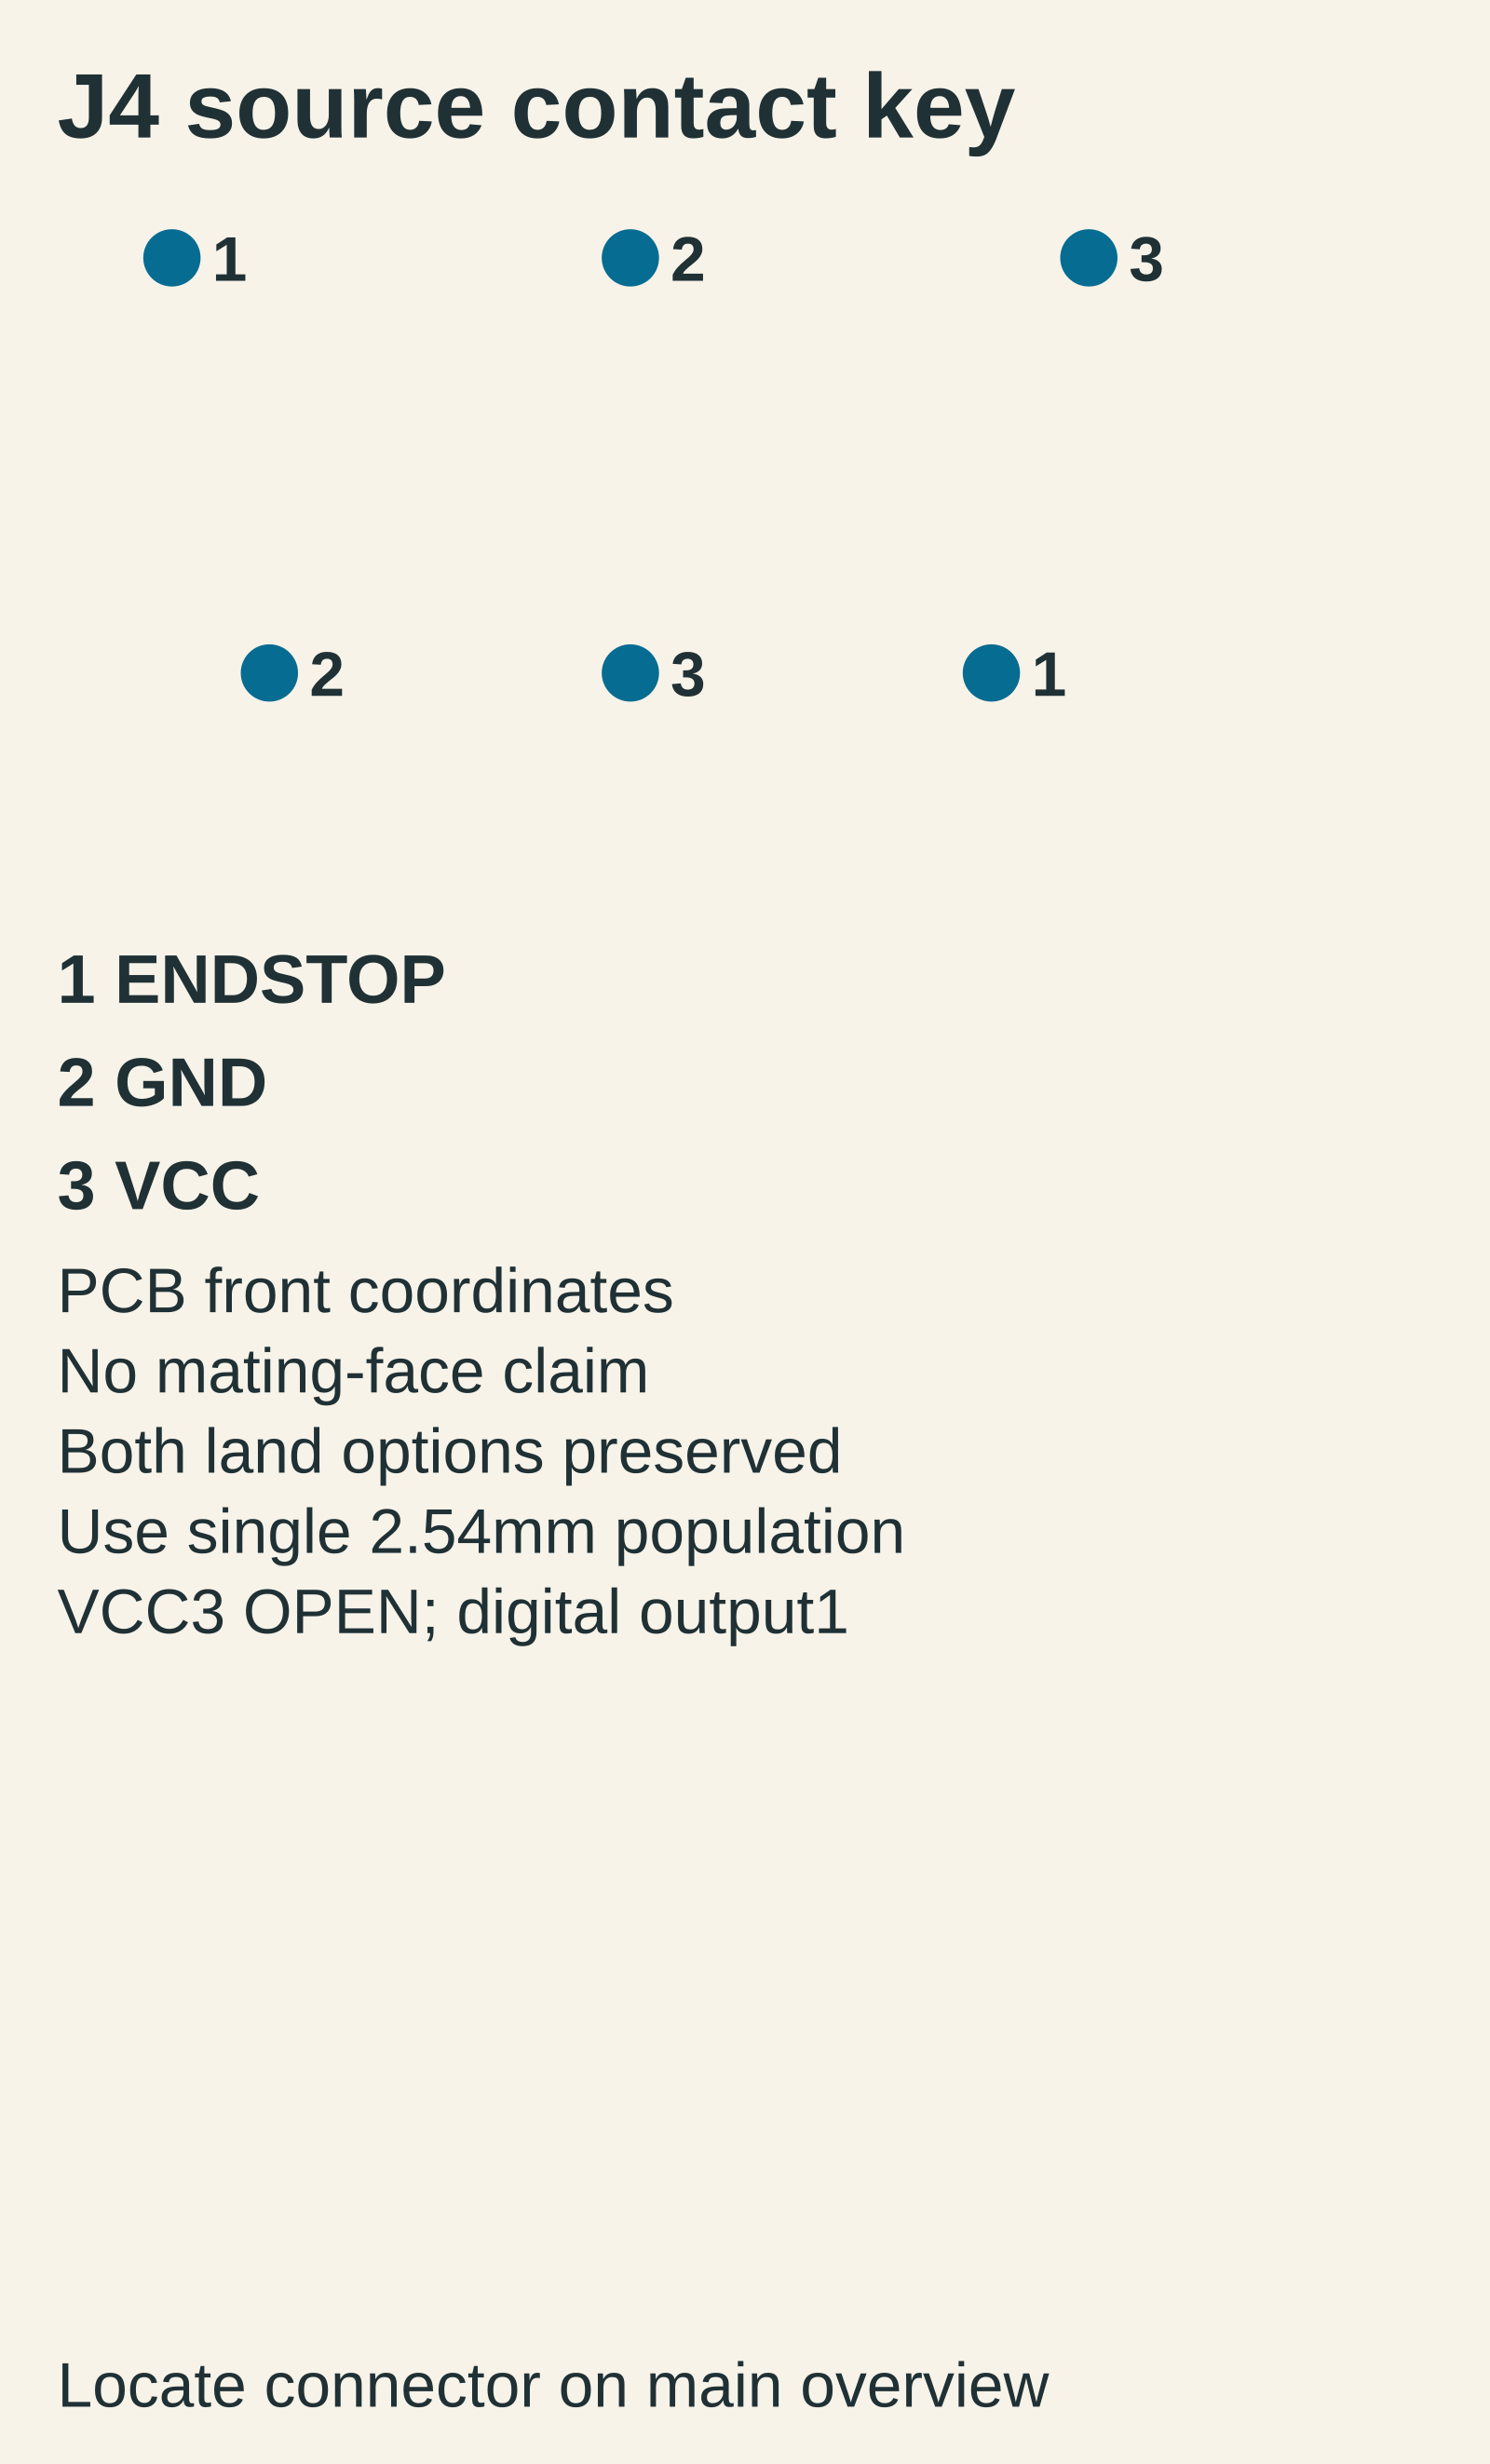 J4 source contact key
1 2 3
2 3 1
1 ENDSTOP
2 GND
3 VCC
PCB front coordinates
No mating-face claim
Both land options preserved
Use single 2.54mm population
VCC3 OPEN; digital output1
Locate connector on main overview